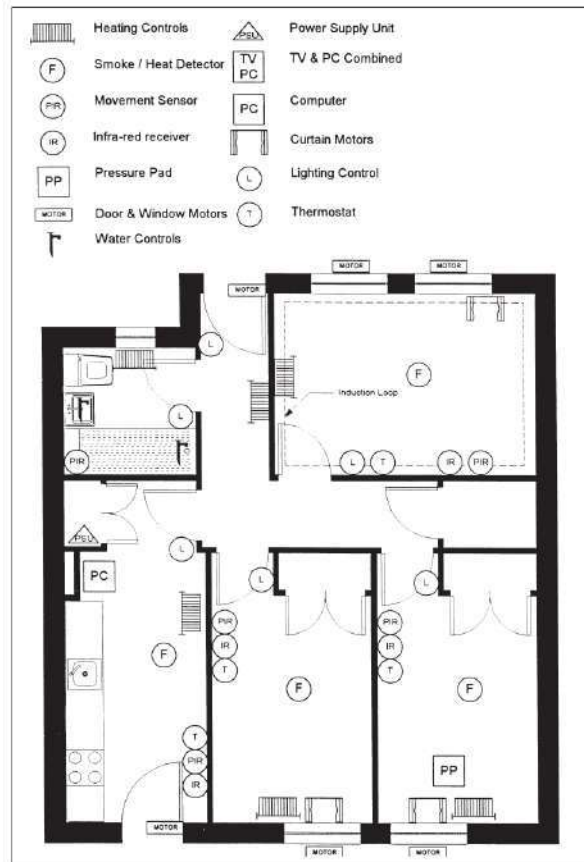 Heating Controls
PSU
Power Supply Unit
F
Smoke / Heat Detector
TV
PC
TV & PC Combined
PIR
Movement Sensor
PC
Computer
IR
Infra-red receiver
Curtain Motors
PP
Pressure Pad
L
Lighting Control
MOTOR
Door & Window Motors
T
Thermostat
Water Controls
MOTOR
MOTOR
MOTOR
L
F
Induction Loop
L
PIR
L
T
IR
PIR
PSU
L
PC
L
L
PIR
IR
T
PIR
IR
T
F
F
F
T
PIR
IR
PP
MOTOR
MOTOR
MOTOR